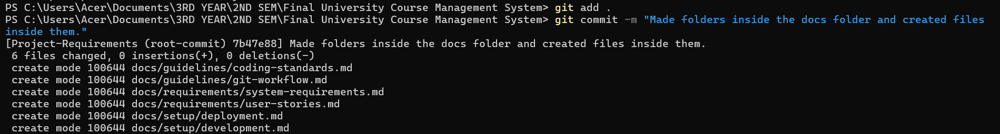 PS C:\Users\Acer\Documents\3RD YEAR\2ND SEM\Final University Course Management System> git add .
PS C:\Users\Acer\Documents\3RD YEAR\2ND SEM\Final University Course Management System> git commit -m "Made folders inside the docs folder and created files
inside them."
[Project-Requirements (root-commit) 7b47e88] Made folders inside the docs folder and created files inside them.
 6 files changed, 0 insertions(+), 0 deletions(-)
 create mode 100644 docs/guidelines/coding-standards.md
 create mode 100644 docs/guidelines/git-workflow.md
 create mode 100644 docs/requirements/system-requirements.md
 create mode 100644 docs/requirements/user-stories.md
 create mode 100644 docs/setup/deployment.md
 create mode 100644 docs/setup/development.md